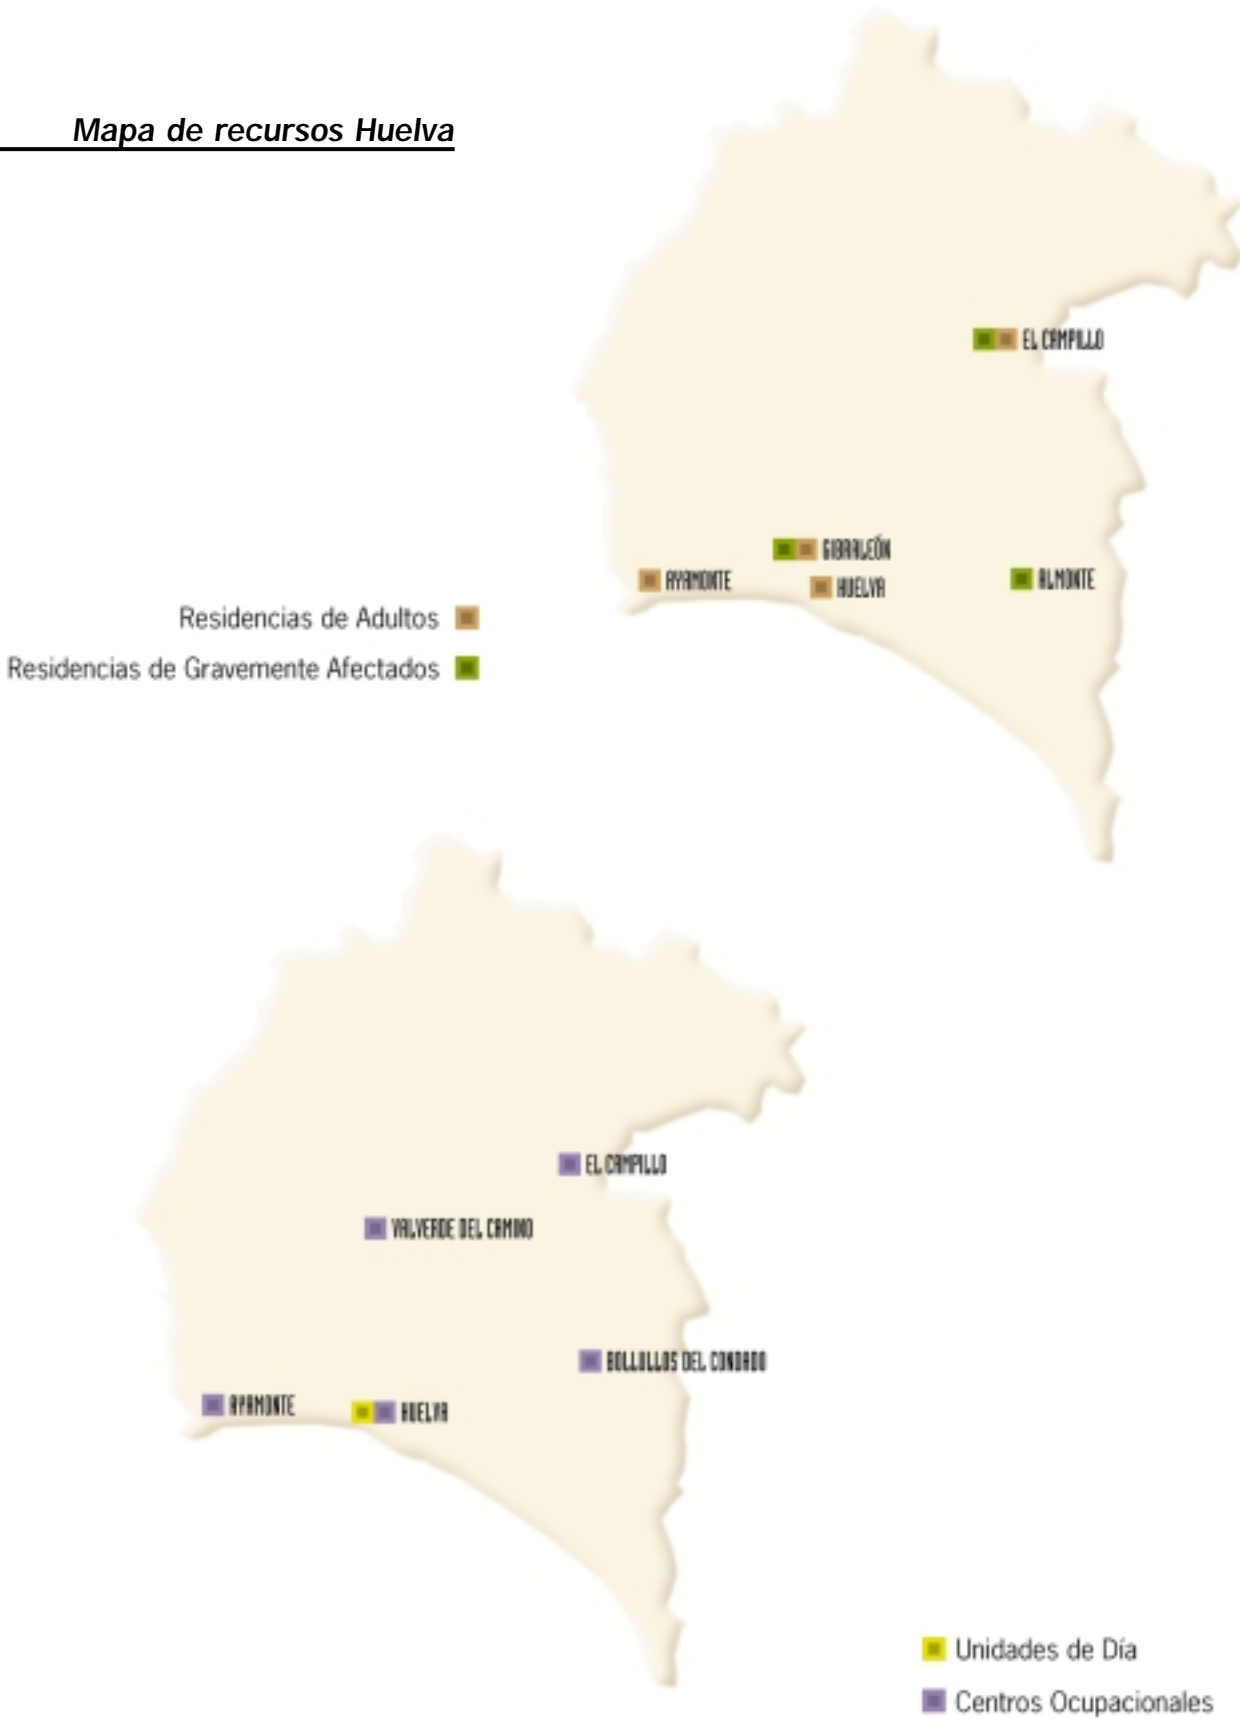 Mapa de recursos Huelva
EL CAMPILLO
GIBRALEÓN
AYAMONTE
HUELVA
ALMONTE
Residencias de Adultos
Residencias de Gravemente Afectados
EL CAMPILLO
VALVERDE DEL CAMINO
BOLLULLOS DEL CONDADO
AYAMONTE
HUELVA
Unidades de Día
Centros Ocupacionales